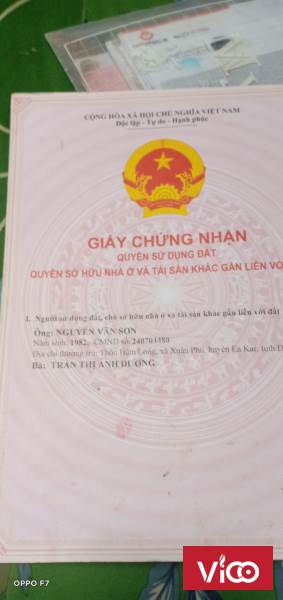 CỘNG HÒA XÃ HỘI CHỦ NGHĨA VIỆT NAM
Độc lập - Tự do - Hạnh phúc
GIẤY CHỨNG NHẬN
QUYỀN SỬ DỤNG ĐẤT
QUYỀN SỞ HỮU NHÀ Ở VÀ TÀI SẢN KHÁC GẮN LIỀN VỚ
I. Người sử dụng đất, chủ sở hữu nhà ở và tài sản khác gắn liền với đất
Ông: NGUYỄN VĂN SƠN
Năm sinh: 1982, CMND số: 240704480
Địa chỉ thường trú: Thôn Hàm Long, xã Xuân Phú, huyện Ea Kar, tỉnh Đ
Bà: TRẦN THỊ ÁNH DƯƠNG
OPPO F7
Vico